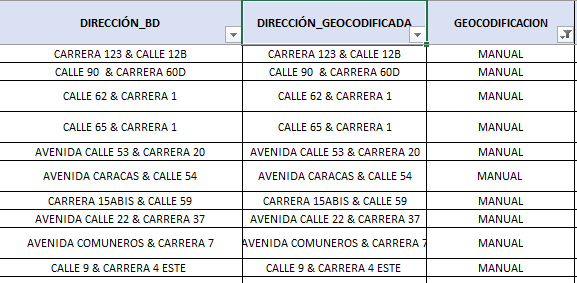 DIRECCIÓN_BD DIRECCIÓN_GEOCODIFICADA GEOCODIFICACION
CARRERA 123 & CALLE 12B CARRERA 123 & CALLE 12B MANUAL
CALLE 90 & CARRERA 60D CALLE 90 & CARRERA 60D MANUAL
CALLE 62 & CARRERA 1 CALLE 62 & CARRERA 1 MANUAL
CALLE 65 & CARRERA 1 CALLE 65 & CARRERA 1 MANUAL
AVENIDA CALLE 53 & CARRERA 20 AVENIDA CALLE 53 & CARRERA 20 MANUAL
AVENIDA CARACAS & CALLE 54 AVENIDA CARACAS & CALLE 54 MANUAL
CARRERA 15ABIS & CALLE 59 CARRERA 15ABIS & CALLE 59 MANUAL
AVENIDA CALLE 22 & CARRERA 37 AVENIDA CALLE 22 & CARRERA 37 MANUAL
AVENIDA COMUNEROS & CARRERA 7 AVENIDA COMUNEROS & CARRERA 7 MANUAL
CALLE 9 & CARRERA 4 ESTE CALLE 9 & CARRERA 4 ESTE MANUAL